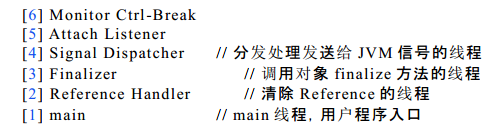 [6] Monitor Ctrl-Break
[5] Attach Listener
[4] Signal Dispatcher // 分发处理发送给 JVM 信号的线程
[3] Finalizer // 调用对象 finalize 方法的线程
[2] Reference Handler // 清除 Reference 的线程
[1] main // main 线程, 用户程序入口